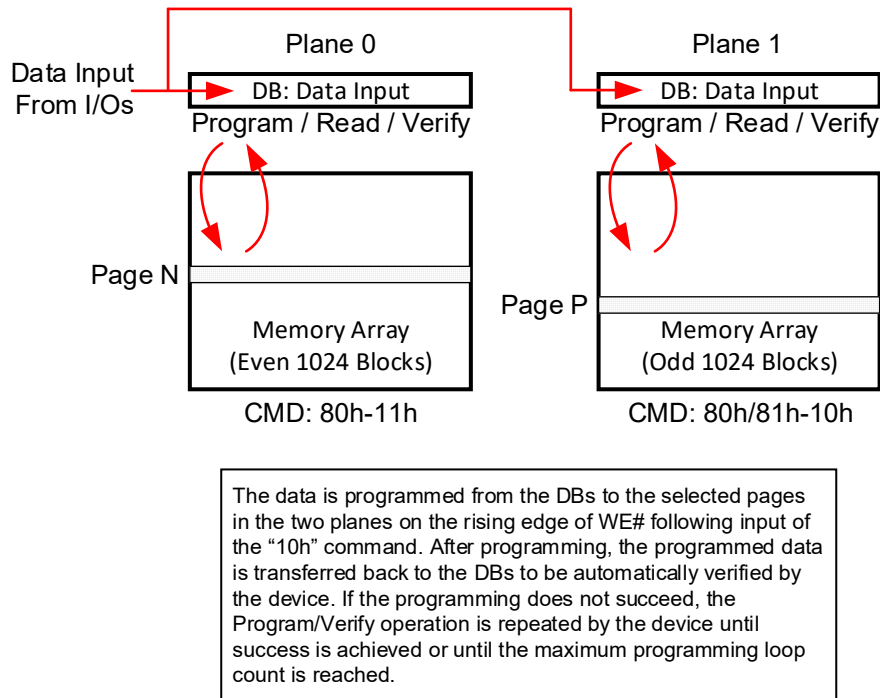 Plane 0
Plane 1
Data Input
From I/Os
DB: Data Input
DB: Data Input
Program / Read / Verify
Program / Read / Verify
Page N
Page P
Memory Array
(Even 1024 Blocks)
Memory Array
(Odd 1024 Blocks)
CMD: 80h-11h
CMD: 80h/81h-10h
The data is programmed from the DBs to the selected pages
in the two planes on the rising edge of WE# following input of
the “10h” command. After programming, the programmed data
is transferred back to the DBs to be automatically verified by
the device. If the programming does not succeed, the
Program/Verify operation is repeated by the device until
success is achieved or until the maximum programming loop
count is reached.